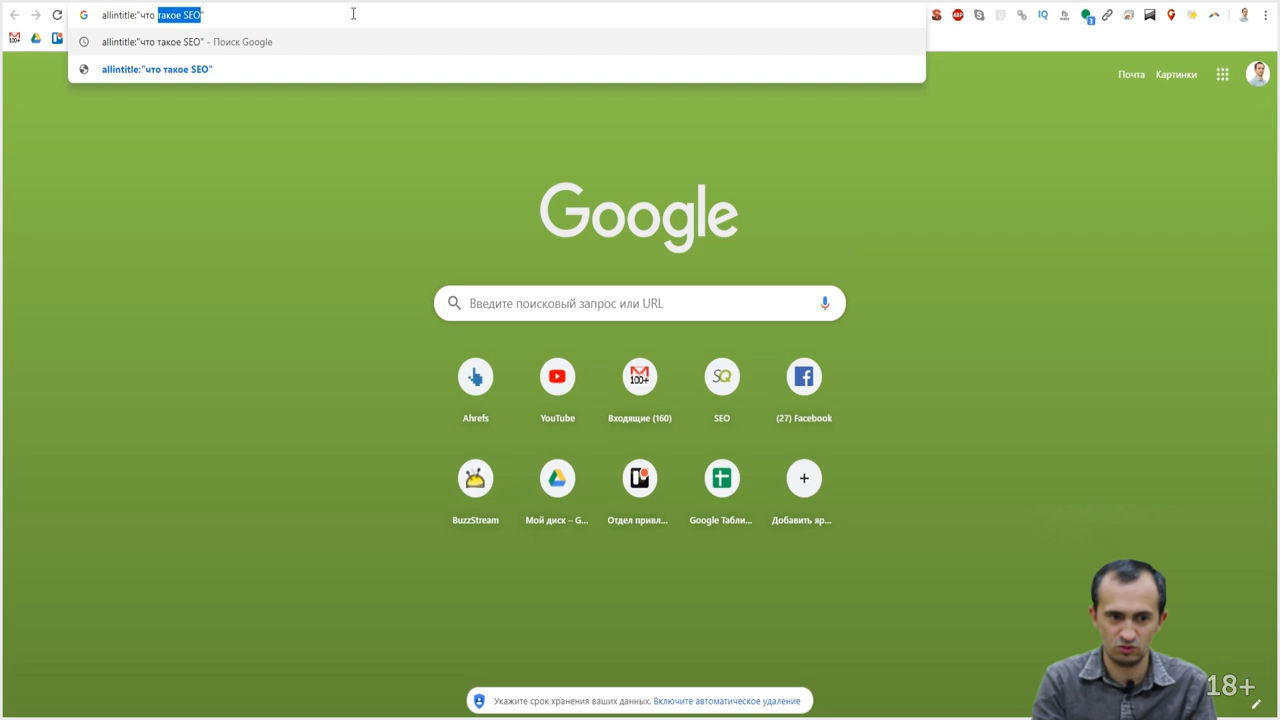 allintitle:"что такое SEO"
allintitle:"что такое SEO" - Поиск Google
allintitle:"что такое SEO"
Почта Картинки
Google
Введите поисковый запрос или URL
Ahrefs
YouTube
Входящие (160)
SEO
(27) Facebook
BuzzStream
Мой диск – G...
Отдел привл...
Google Табли...
Добавить яр...
Укажите срок хранения ваших данных. Включите автоматическое удаление
18+